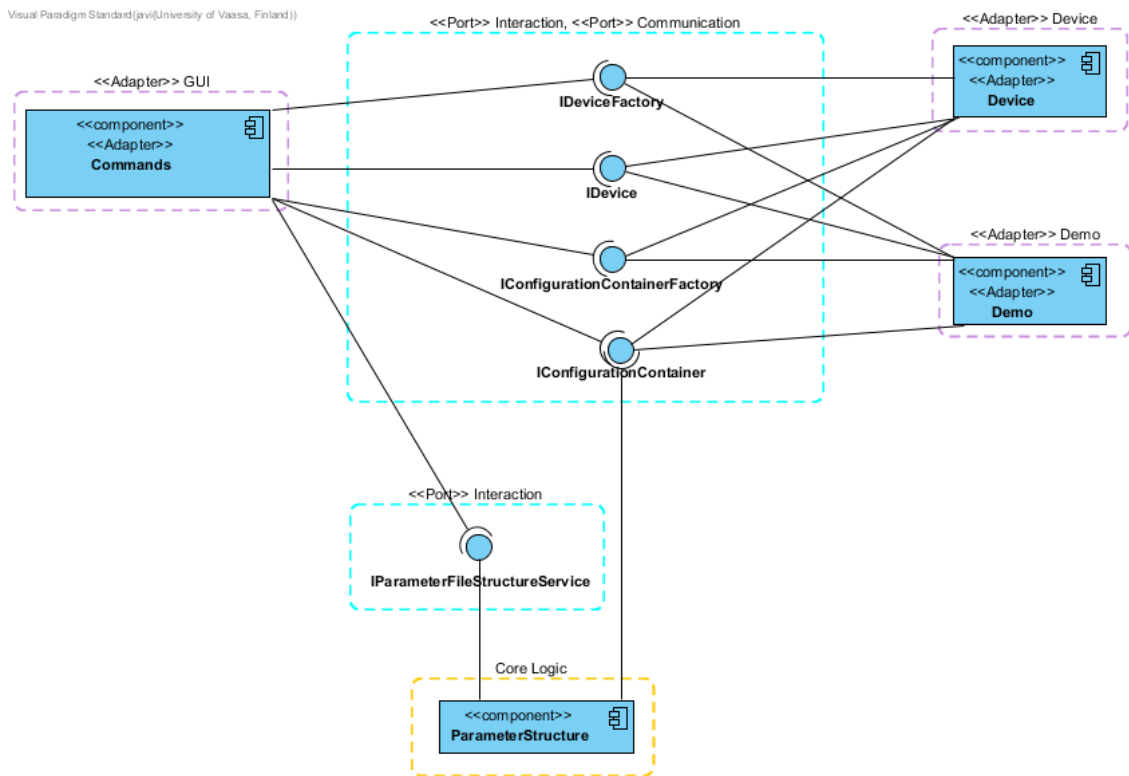 Visual Paradigm Standard(javi(University of Vaasa, Finland))
<<Port>> Interaction, <<Port>> Communication
<<Adapter>> Device
<<component>>
<<Adapter>>
Device
<<Adapter>> GUI
<<component>>
<<Adapter>>
Commands
IDeviceFactory
IDevice
<<Adapter>> Demo
<<component>>
<<Adapter>>
Demo
IConfigurationContainerFactory
IConfigurationContainer
<<Port>> Interaction
IParameterFileStructureService
Core Logic
<<component>>
ParameterStructure